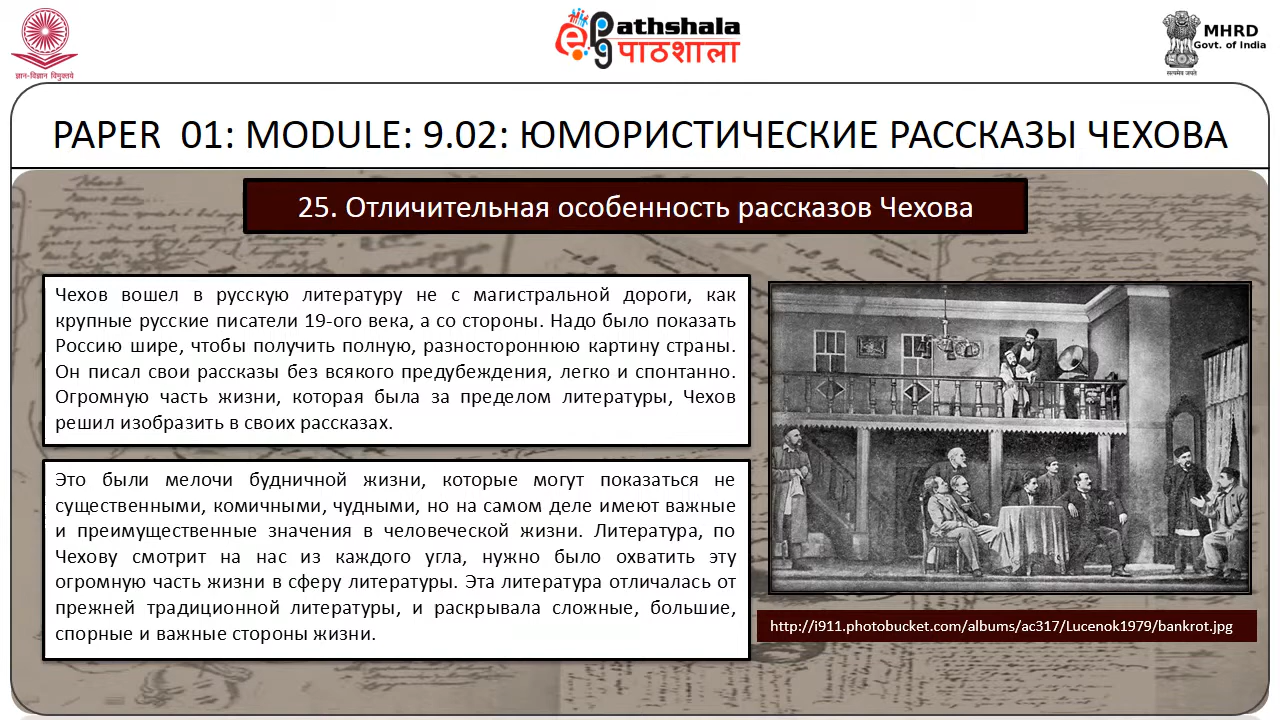 ePathshala
पाठशाला
MHRD
Govt. of India
ज्ञान-विज्ञान विमुक्तये
सत्यमेव जयते
PAPER 01: MODULE: 9.02: ЮМОРИСТИЧЕСКИЕ РАССКАЗЫ ЧЕХОВА
25. Отличительная особенность рассказов Чехова
Чехов вошел в русскую литературу не с магистральной дороги, как
крупные русские писатели 19-ого века, а со стороны. Надо было показать
Россию шире, чтобы получить полную, разностороннюю картину страны.
Он писал свои рассказы без всякого предубеждения, легко и спонтанно.
Огромную часть жизни, которая была за пределом литературы, Чехов
решил изобразить в своих рассказах.
Это были мелочи будничной жизни, которые могут показаться не
существенными, комичными, чудными, но на самом деле имеют важные
и преимущественные значения в человеческой жизни. Литература, по
Чехову смотрит на нас из каждого угла, нужно было охватить эту
огромную часть жизни в сферу литературы. Эта литература отличалась от
прежней традиционной литературы, и раскрывала сложные, большие,
спорные и важные стороны жизни.
http://i911.photobucket.com/albums/ac317/Lucenok1979/bankrot.jpg